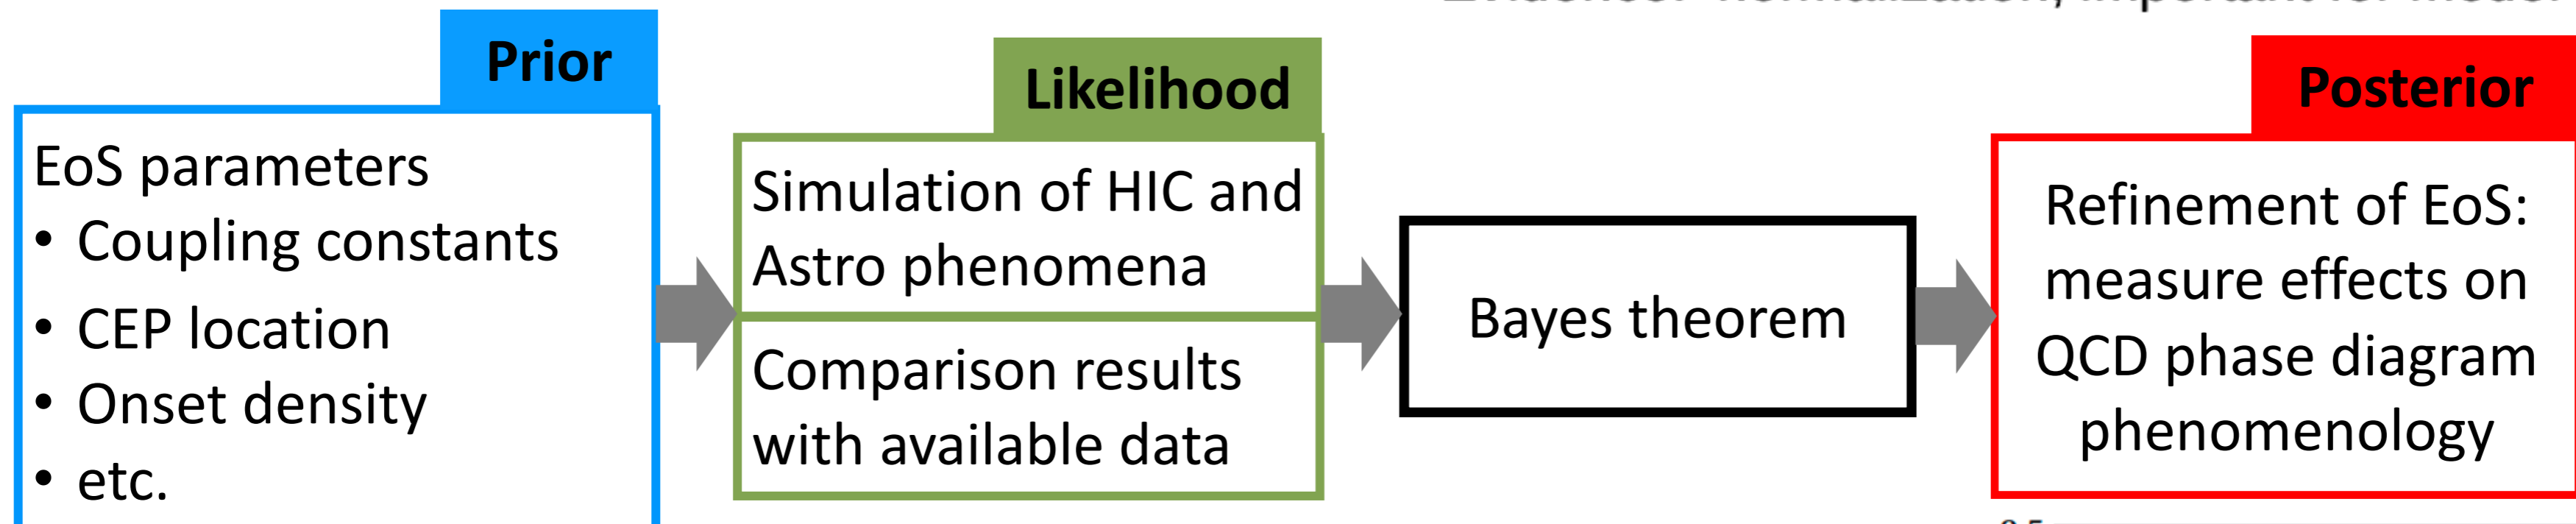 Prior
EoS parameters
• Coupling constants
• CEP location
• Onset density
• etc.
Likelihood
Simulation of HIC and
Astro phenomena
Comparison results
with available data
Bayes theorem
Posterior
Refinement of EoS:
measure effects on
QCD phase diagram
phenomenology